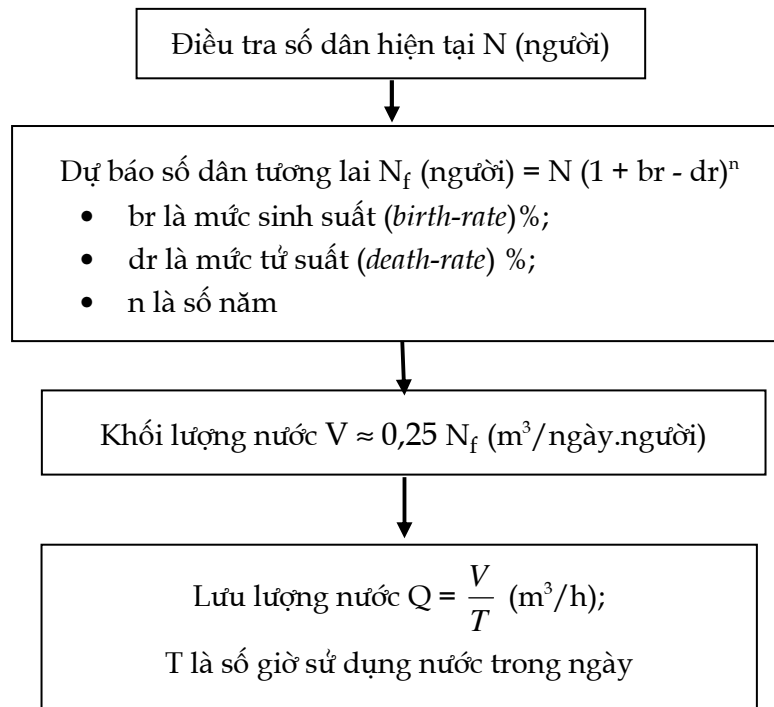 Điều tra số dân hiện tại N (người)
Dự báo số dân tương lai N_f (người) = N (1 + br - dr)^n
• br là mức sinh suất (birth-rate)%;
• dr là mức tử suất (death-rate) %;
• n là số năm
Khối lượng nước V ≈ 0,25 N_f (m³/ngày.người)
Lưu lượng nước Q = V/T (m³/h);
T là số giờ sử dụng nước trong ngày